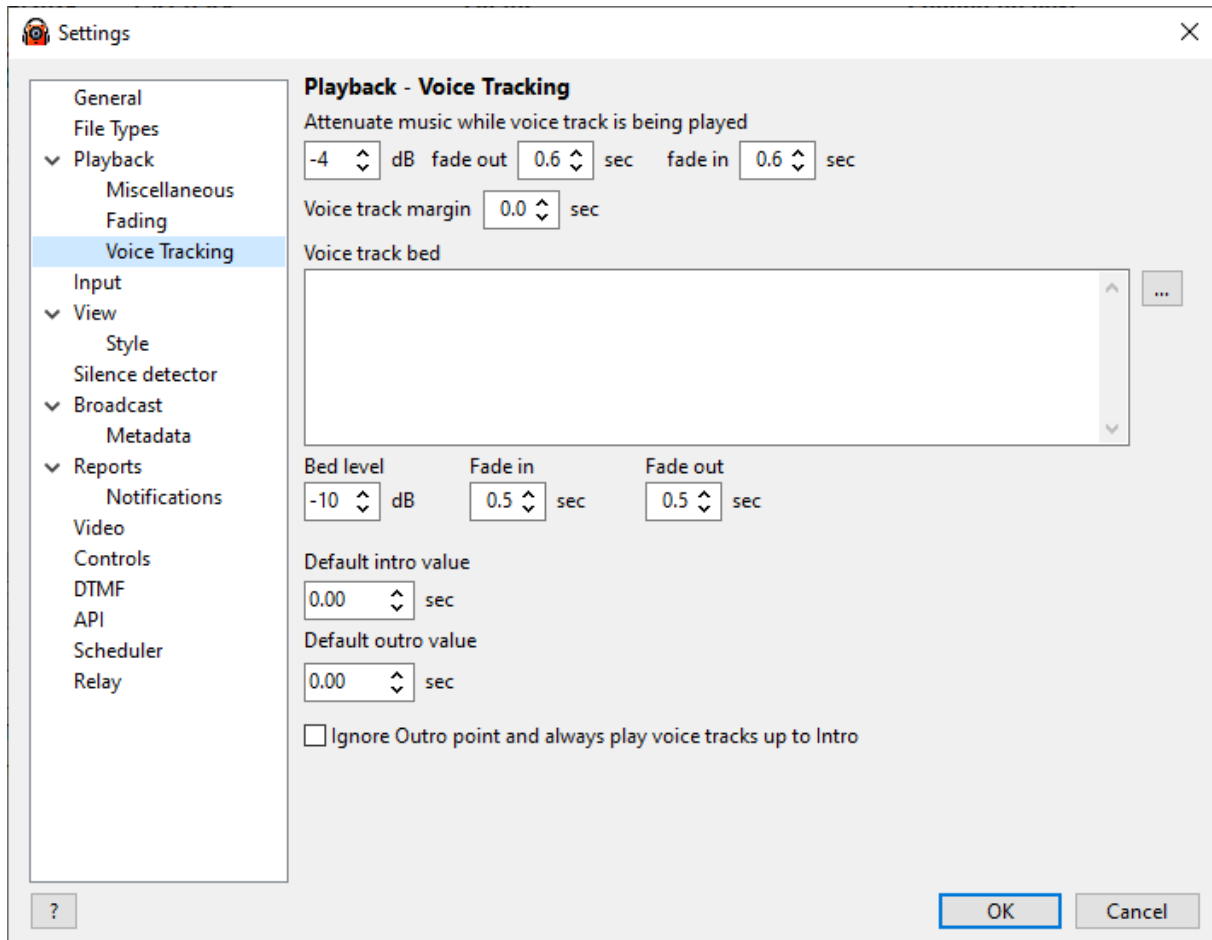 Settings
General
File Types
Playback
Miscellaneous
Fading
Voice Tracking
Input
View
Style
Silence detector
Broadcast
Metadata
Reports
Notifications
Video
Controls
DTMF
API
Scheduler
Relay
Playback - Voice Tracking
Attenuate music while voice track is being played
-4 dB fade out 0.6 sec fade in 0.6 sec
Voice track margin 0.0 sec
Voice track bed
...
Bed level Fade in Fade out
-10 dB 0.5 sec 0.5 sec
Default intro value
0.00 sec
Default outro value
0.00 sec
Ignore Outro point and always play voice tracks up to Intro
? OK Cancel